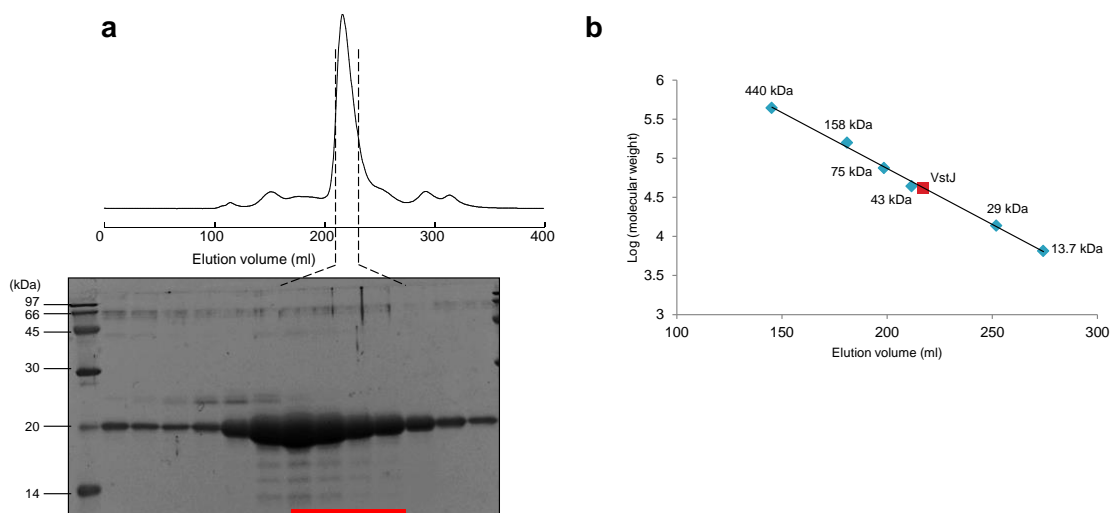 a
0 100 200 300 400
Elution volume (ml)
(kDa)
97
66
45
30
20
14
b
Log (molecular weight)
6
5.5
5
4.5
4
3.5
3
440 kDa
158 kDa
75 kDa
VstJ
43 kDa
29 kDa
13.7 kDa
100 150 200 250 300
Elution volume (ml)